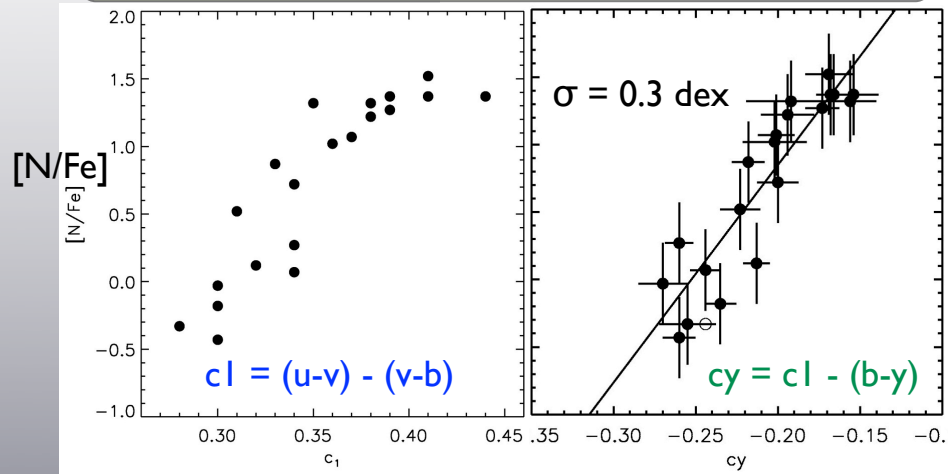 2.0
1.5
1.0
0.5
0.0
−0.5
−1.0
[N/Fe]
[N/Fe]
0.30 0.35 0.40 0.45
c₁
c1 = (u-v) - (v-b)
σ = 0.3 dex
cy = c1 - (b-y)
.35 −0.30 −0.25 −0.20 −0.15 −0.
cy